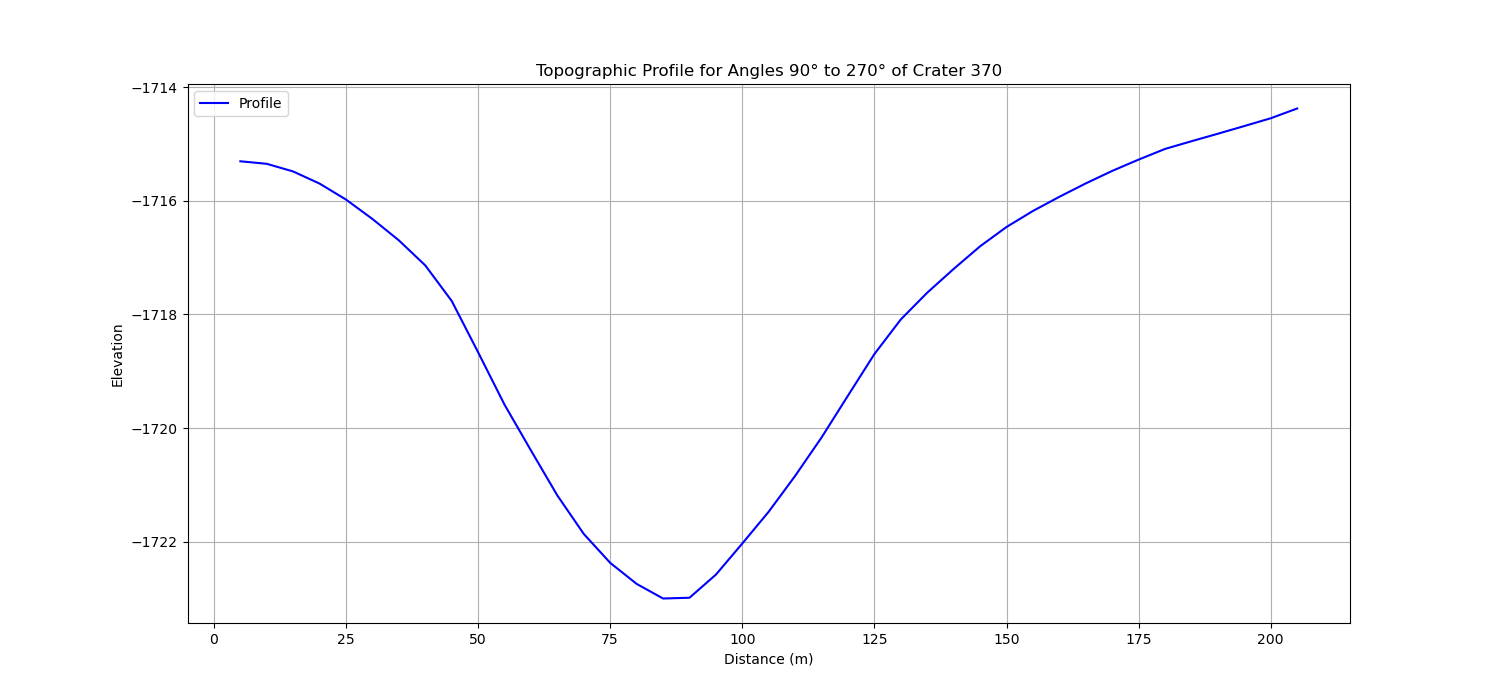 Topographic Profile for Angles 90° to 270° of Crater 370
Profile
−1714
−1716
−1718
−1720
−1722
Elevation
0 25 50 75 100 125 150 175 200
Distance (m)